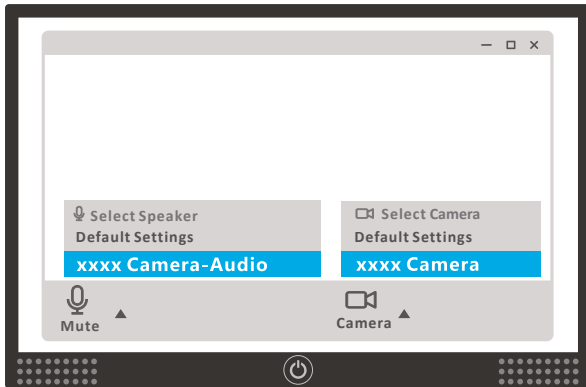 Select Speaker
Default Settings
xxxx Camera-Audio
Select Camera
Default Settings
xxxx Camera
Mute
Camera